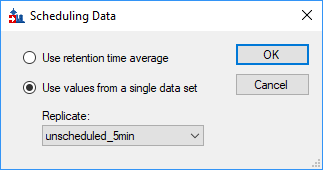 Scheduling Data
Use retention time average
OK
Use values from a single data set
Cancel
Replicate:
unscheduled_5min